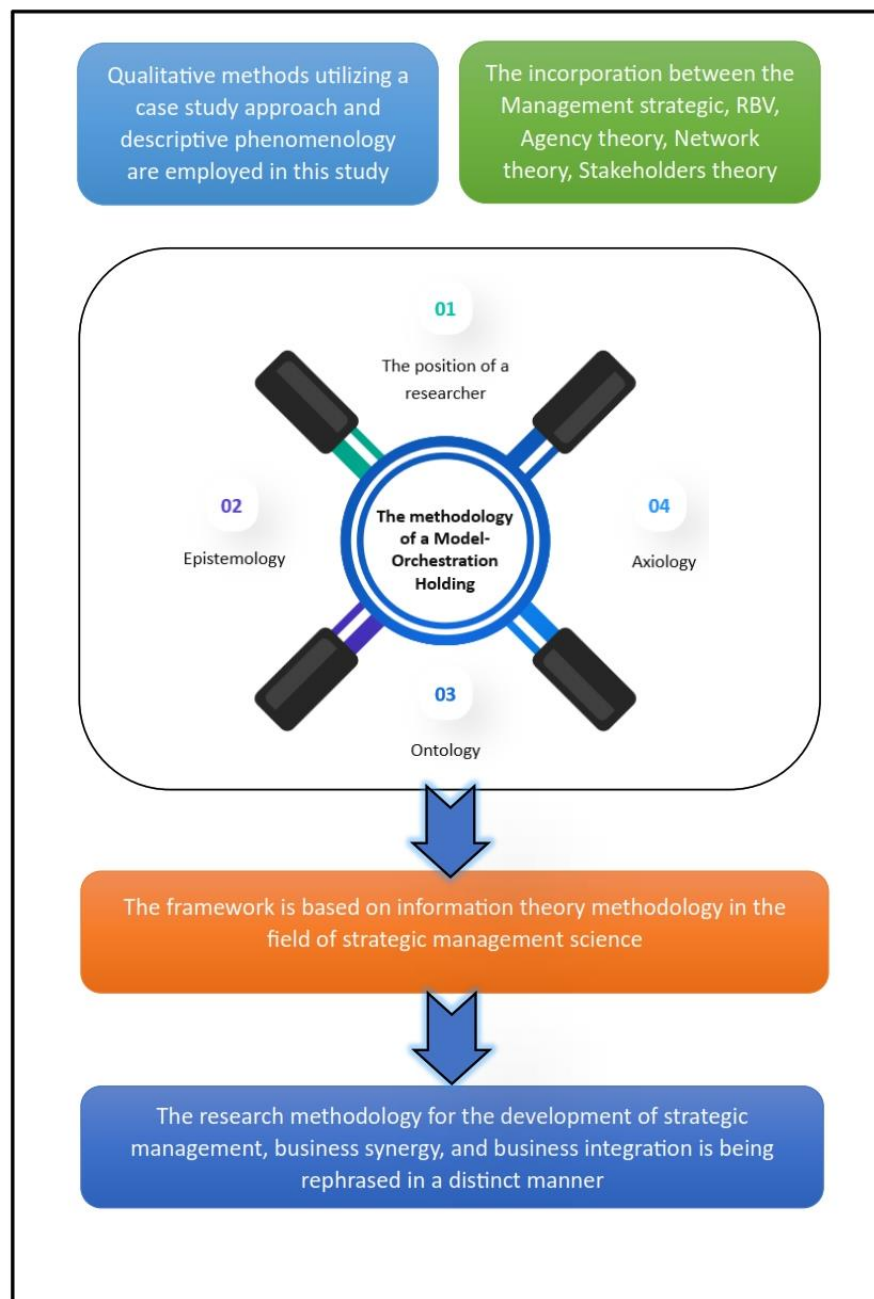 Qualitative methods utilizing a
case study approach and
descriptive phenomenology
are employed in this study
The incorporation between the
Management strategic, RBV,
Agency theory, Network
theory, Stakeholders theory
01
The position of a
researcher
02
Epistemology
The methodology
of a Model-
Orchestration
Holding
04
Axiology
03
Ontology
The framework is based on information theory methodology in the
field of strategic management science
The research methodology for the development of strategic
management, business synergy, and business integration is being
rephrased in a distinct manner